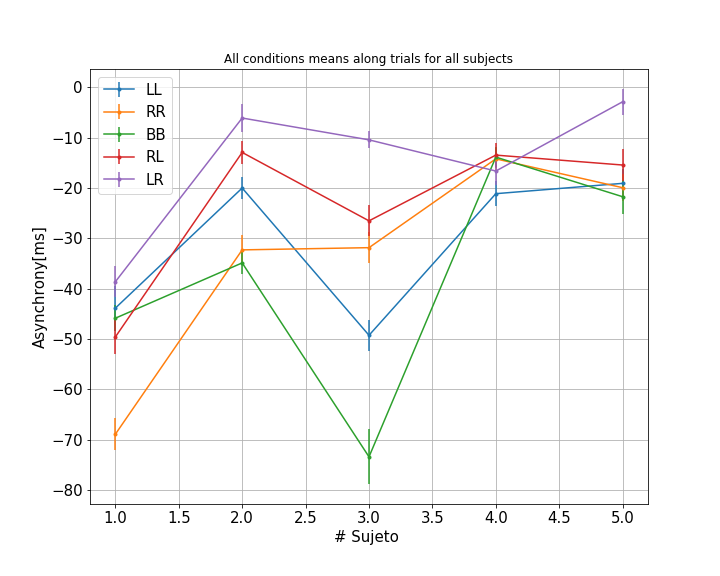 All conditions means along trials for all subjects
LL
RR
BB
RL
LR
0
−10
−20
−30
−40
−50
−60
−70
−80
Asynchrony[ms]
1.0 1.5 2.0 2.5 3.0 3.5 4.0 4.5 5.0
# Sujeto